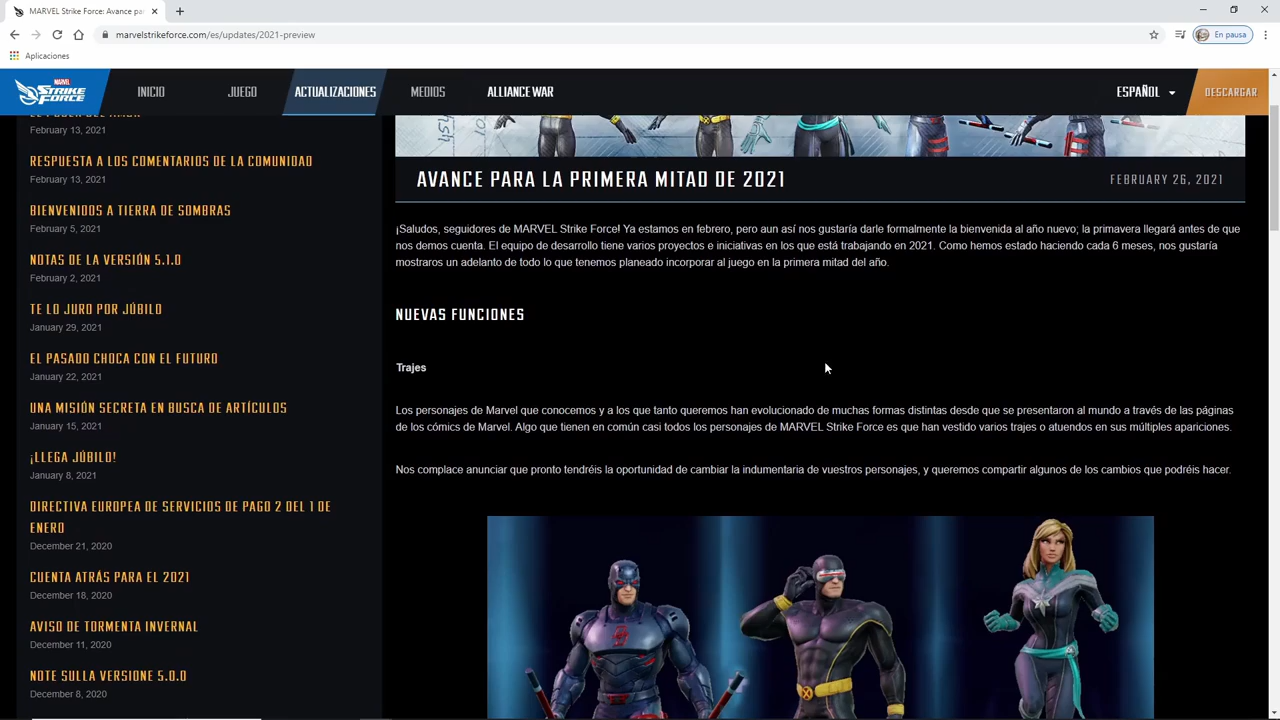 MARVEL Strike Force: Avance pa
marvelstrikeforce.com/es/updates/2021-preview
En pausa
Aplicaciones
MARVEL
STRIKE
FORCE
INICIO
JUEGO
ACTUALIZACIONES
MEDIOS
ALLIANCE WAR
ESPAÑOL
DESCARGAR
EL PODER DEL AMOR
February 13, 2021
RESPUESTA A LOS COMENTARIOS DE LA COMUNIDAD
February 13, 2021
BIENVENIDOS A TIERRA DE SOMBRAS
February 5, 2021
NOTAS DE LA VERSIÓN 5.1.0
February 2, 2021
TE LO JURO POR JÚBILO
January 29, 2021
EL PASADO CHOCA CON EL FUTURO
January 22, 2021
UNA MISIÓN SECRETA EN BUSCA DE ARTÍCULOS
January 15, 2021
¡LLEGA JÚBILO!
January 8, 2021
DIRECTIVA EUROPEA DE SERVICIOS DE PAGO 2 DEL 1 DE
ENERO
December 21, 2020
CUENTA ATRÁS PARA EL 2021
December 18, 2020
AVISO DE TORMENTA INVERNAL
December 11, 2020
NOTE SULLA VERSIONE 5.0.0
December 8, 2020
AVANCE PARA LA PRIMERA MITAD DE 2021
FEBRUARY 26, 2021
¡Saludos, seguidores de MARVEL Strike Force! Ya estamos en febrero, pero aun así nos gustaría darle formalmente la bienvenida al año nuevo; la primavera llegará antes de que
nos demos cuenta. El equipo de desarrollo tiene varios proyectos e iniciativas en los que está trabajando en 2021. Como hemos estado haciendo cada 6 meses, nos gustaría
mostraros un adelanto de todo lo que tenemos planeado incorporar al juego en la primera mitad del año.
NUEVAS FUNCIONES
Trajes
Los personajes de Marvel que conocemos y a los que tanto queremos han evolucionado de muchas formas distintas desde que se presentaron al mundo a través de las páginas
de los cómics de Marvel. Algo que tienen en común casi todos los personajes de MARVEL Strike Force es que han vestido varios trajes o atuendos en sus múltiples apariciones.
Nos complace anunciar que pronto tendréis la oportunidad de cambiar la indumentaria de vuestros personajes, y queremos compartir algunos de los cambios que podréis hacer.